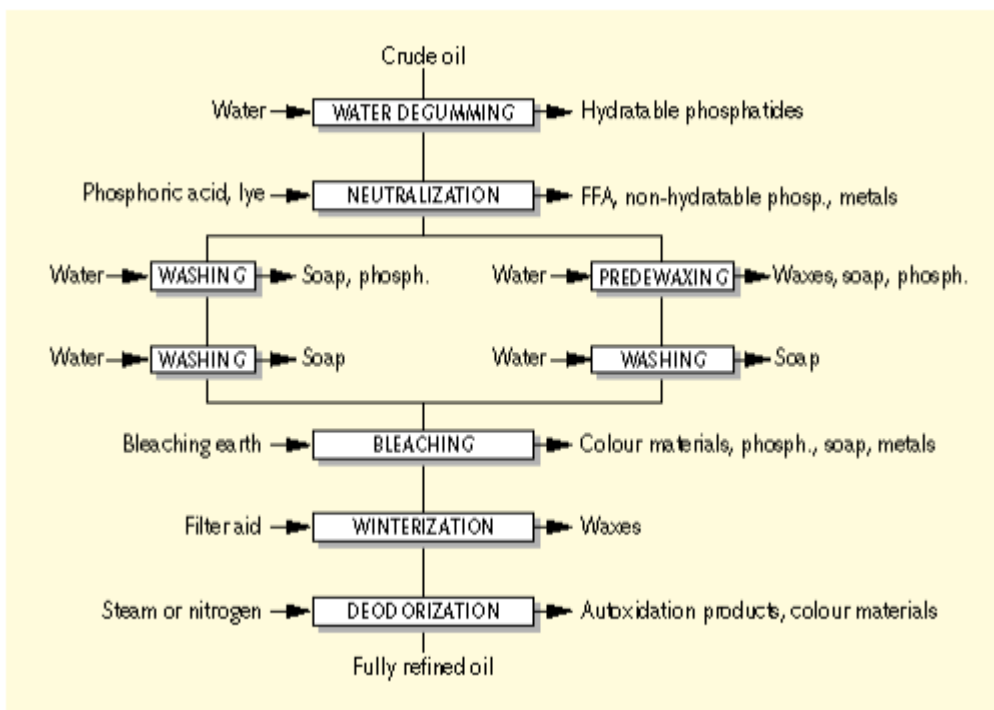 Crude oil
Water WATER DEGUMMING Hydratable phosphatides
Phosphoric acid, lye NEUTRALIZATION FFA, non-hydratable phosp., metals
Water WASHING Soap, phosph. Water PREDEWAXING Waxes, soap, phosph.
Water WASHING Soap Water WASHING Soap
Bleaching earth BLEACHING Colour materials, phosph., soap, metals
Filter aid WINTERIZATION Waxes
Steam or nitrogen DEODORIZATION Autoxidation products, colour materials
Fully refined oil